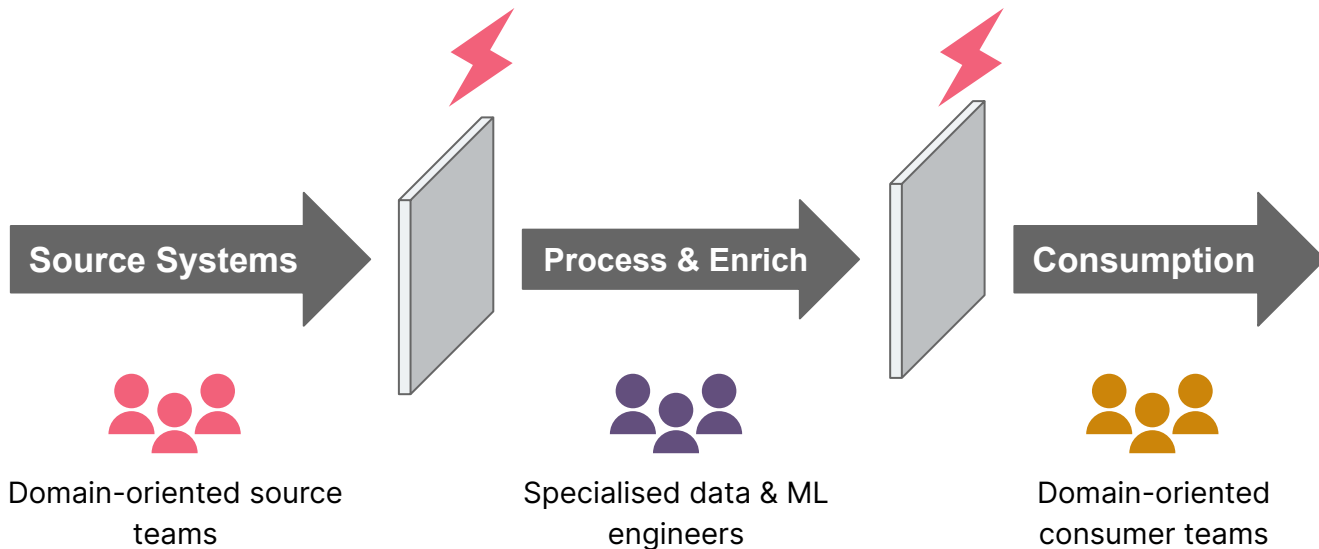 Source Systems
Process & Enrich
Consumption
Domain-oriented source
teams
Specialised data & ML
engineers
Domain-oriented
consumer teams